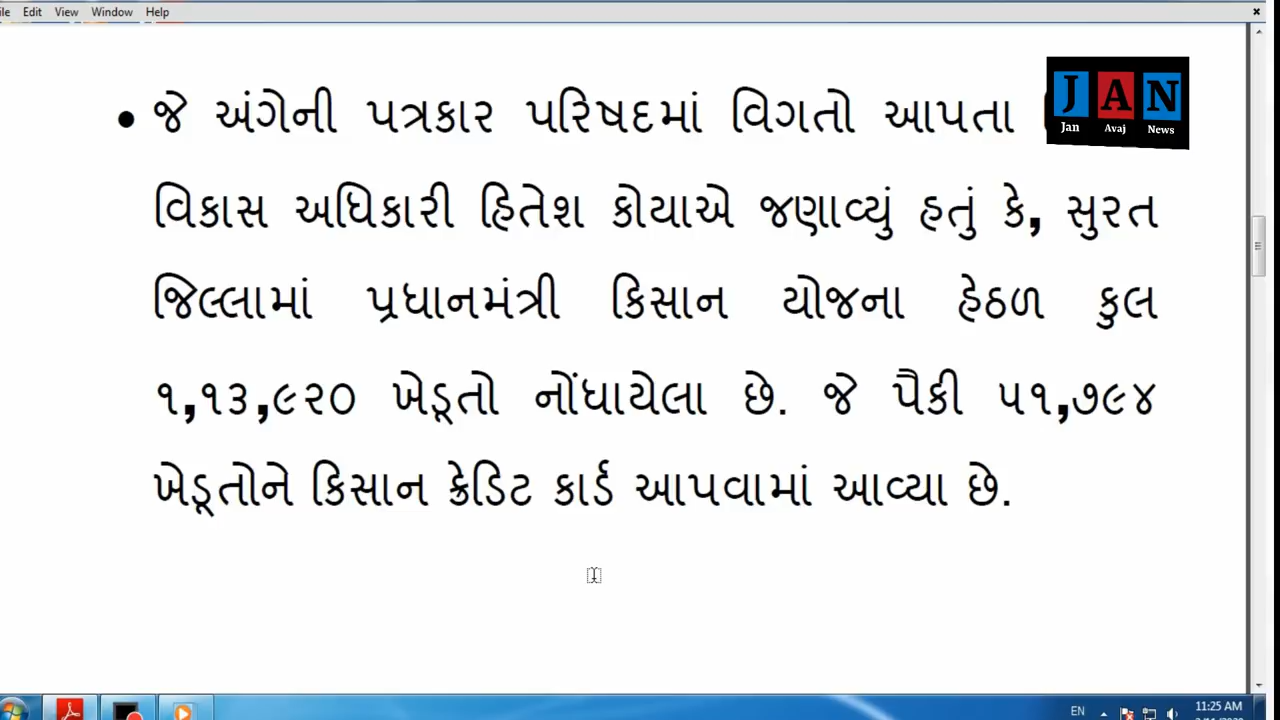 File Edit View Window Help
J A N
Jan Avaj News
• જે અંગેની પત્રકાર પરિષદમાં વિગતો આપતા
વિકાસ અધિકારી હિતેશ કોયાએ જણાવ્યું હતું કે, સુરત
જિલ્લામાં પ્રધાનમંત્રી કિસાન યોજના હેઠળ કુલ
૧,૧૩,૯૨૦ ખેડૂતો નોંધાયેલા છે. જે પૈકી ૫૧,૭૯૪
ખેડૂતોને કિસાન ક્રેડિટ કાર્ડ આપવામાં આવ્યા છે.
EN 11:25 AM